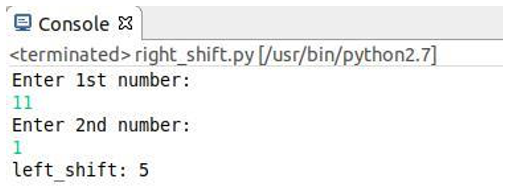 Console
<terminated> right_shift.py [/usr/bin/python2.7]
Enter 1st number:
11
Enter 2nd number:
1
left_shift: 5